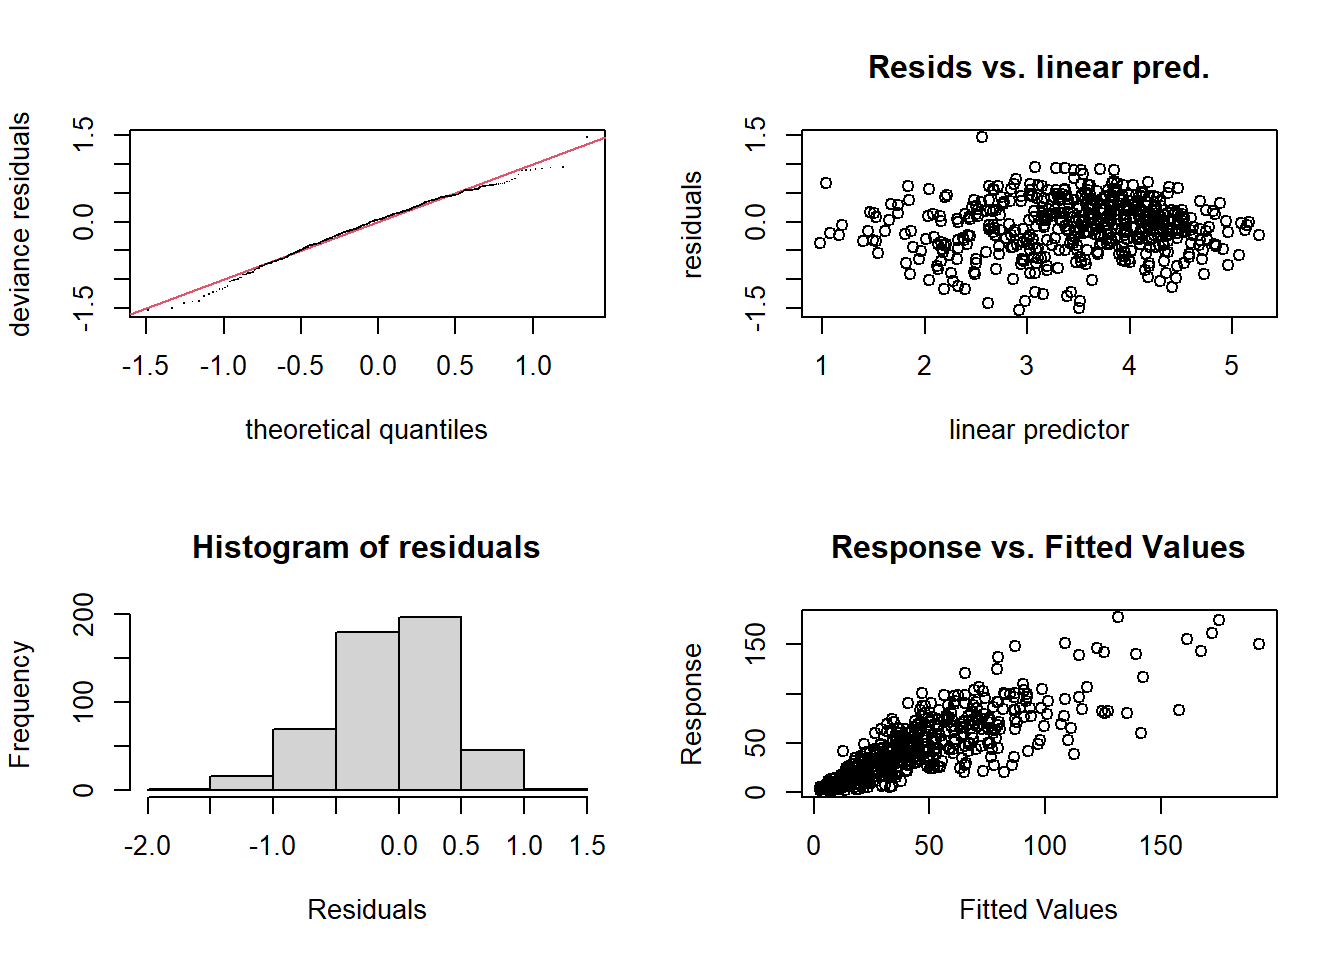 deviance residuals
1.5
0.0
-1.5
-1.5 -1.0 -0.5 0.0 0.5 1.0
theoretical quantiles
Resids vs. linear pred.
residuals
1.5
0.0
-1.5
1 2 3 4 5
linear predictor
Histogram of residuals
Frequency
200
100
0
-2.0 -1.0 0.0 0.5 1.0 1.5
Residuals
Response vs. Fitted Values
Response
150
50
0
0 50 100 150
Fitted Values